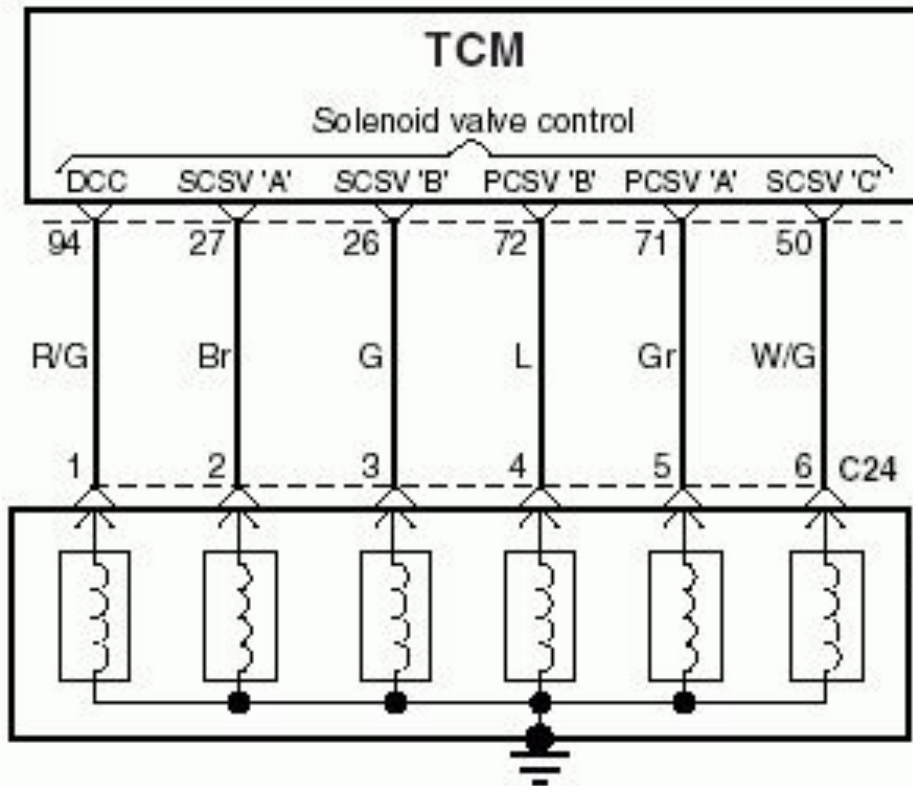 TCM
Solenoid valve control
DCC SCSV 'A' SCSV 'B' PCSV 'B' PCSV 'A' SCSV 'C'
94 27 26 72 71 50
R/G Br G L Gr W/G
1 2 3 4 5 6 C24